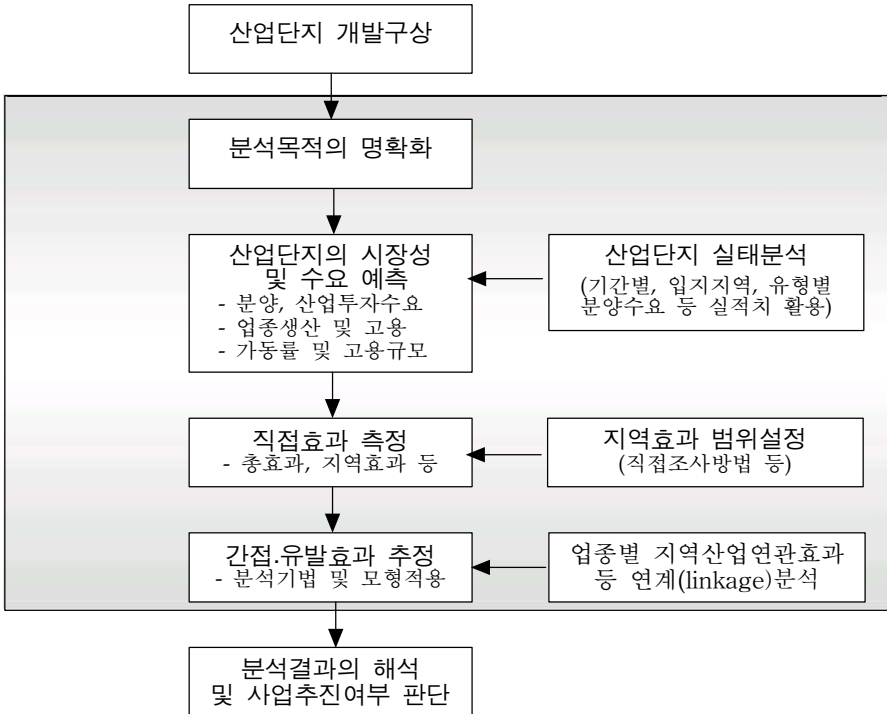 산업단지 개발구상
분석목적의 명확화
산업단지의 시장성
및 수요 예측
- 분양, 산업투자수요
- 업종생산 및 고용
- 가동률 및 고용규모
산업단지 실태분석
(기간별, 입지지역, 유형별
분양수요 등 실적치 활용)
직접효과 측정
- 총효과, 지역효과 등
지역효과 범위설정
(직접조사방법 등)
간접.유발효과 추정
- 분석기법 및 모형적용
업종별 지역산업연관효과
등 연계(linkage)분석
분석결과의 해석
및 사업추진여부 판단